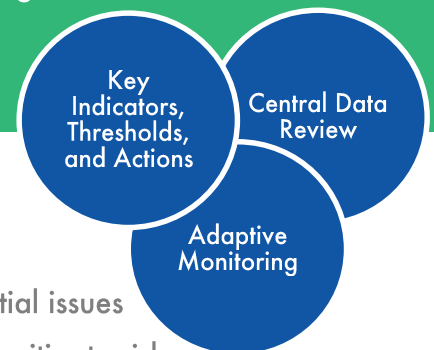 Key
Indicators,
Thresholds,
and Actions
Central Data
Review
Adaptive
Monitoring
tial issues